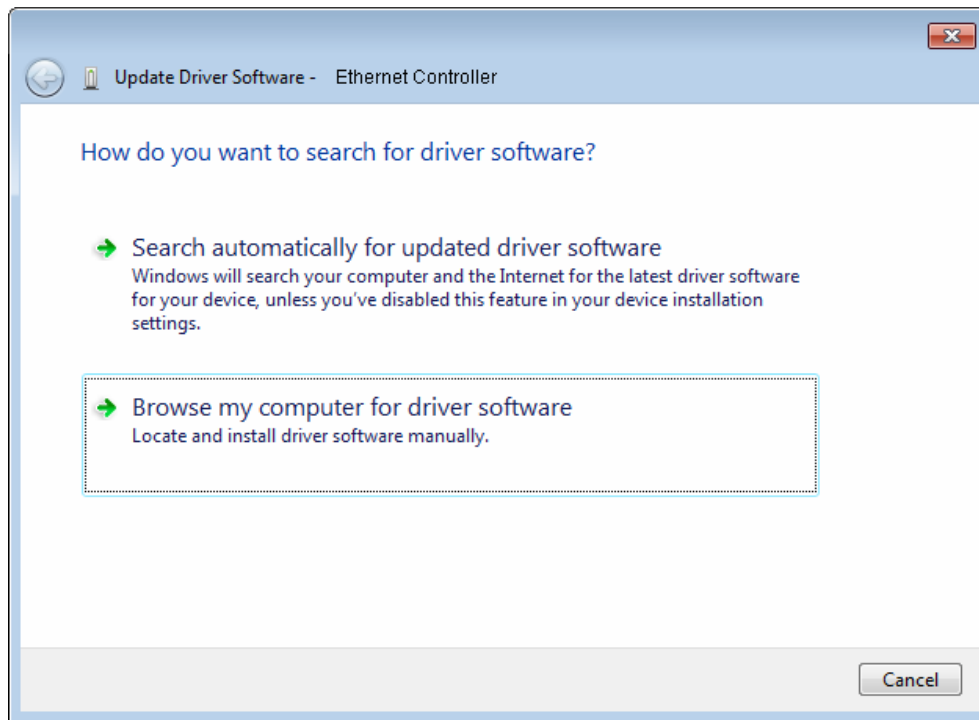 Update Driver Software - Ethernet Controller
How do you want to search for driver software?
Search automatically for updated driver software
Windows will search your computer and the Internet for the latest driver software
for your device, unless you've disabled this feature in your device installation
settings.
Browse my computer for driver software
Locate and install driver software manually.
Cancel